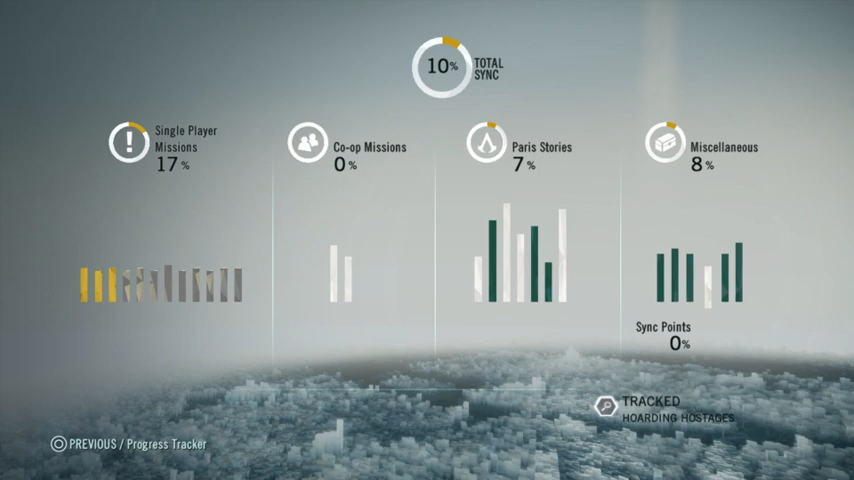 10%
TOTAL
SYNC
Single Player
Missions
17%
Co-op Missions
0%
Paris Stories
7%
Miscellaneous
8%
Sync Points
0%
TRACKED
HOARDING HOSTAGES
PREVIOUS / Progress Tracker